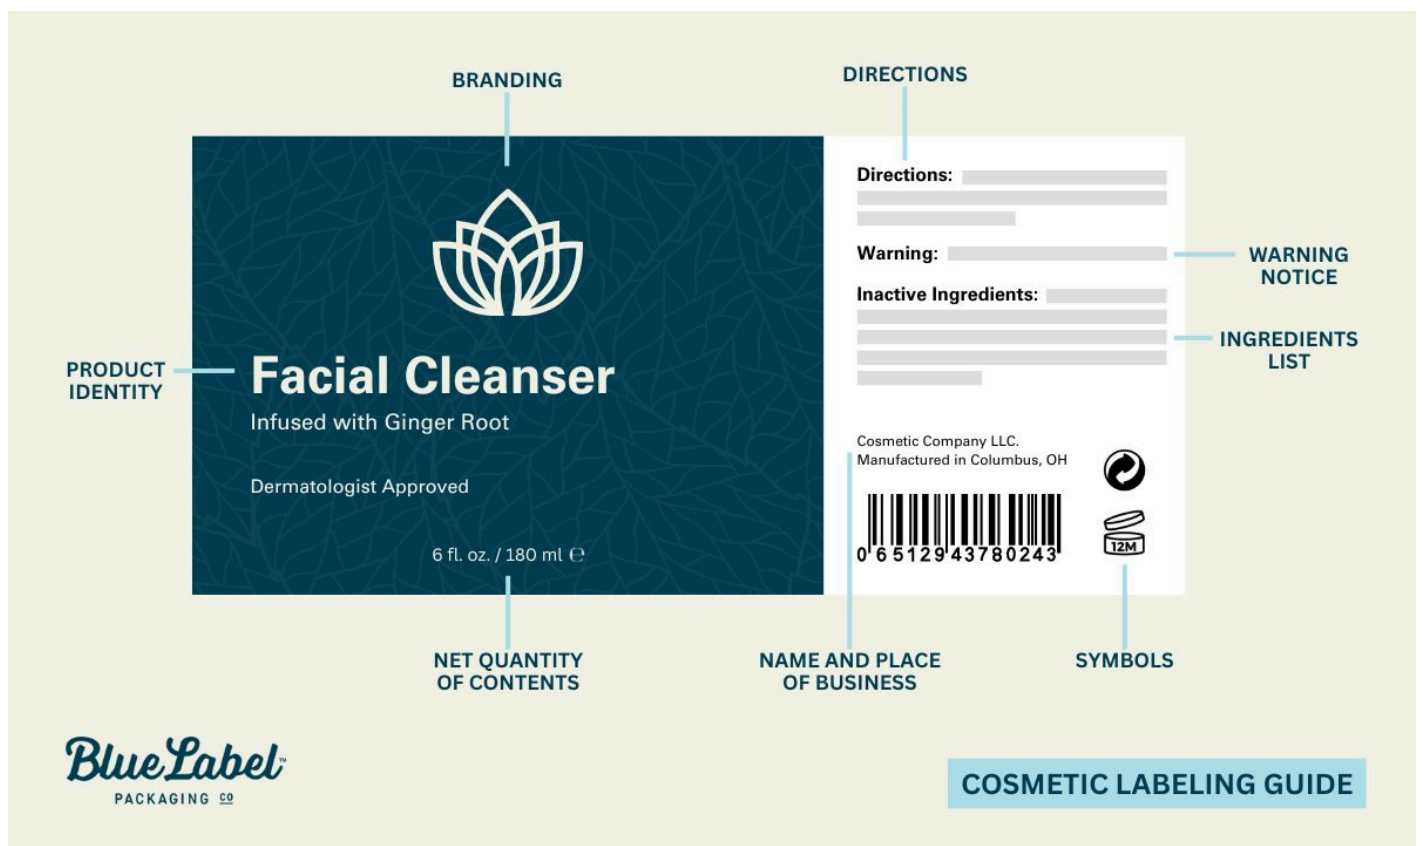 BRANDING
DIRECTIONS
Directions:
Warning:
WARNING
NOTICE
Inactive Ingredients:
INGREDIENTS
LIST
PRODUCT
IDENTITY
Facial Cleanser
Infused with Ginger Root
Dermatologist Approved
6 fl. oz. / 180 ml ℮
Cosmetic Company LLC.
Manufactured in Columbus, OH
0 65129 43780243
12M
NET QUANTITY
OF CONTENTS
NAME AND PLACE
OF BUSINESS
SYMBOLS
Blue Label™
PACKAGING CO
COSMETIC LABELING GUIDE